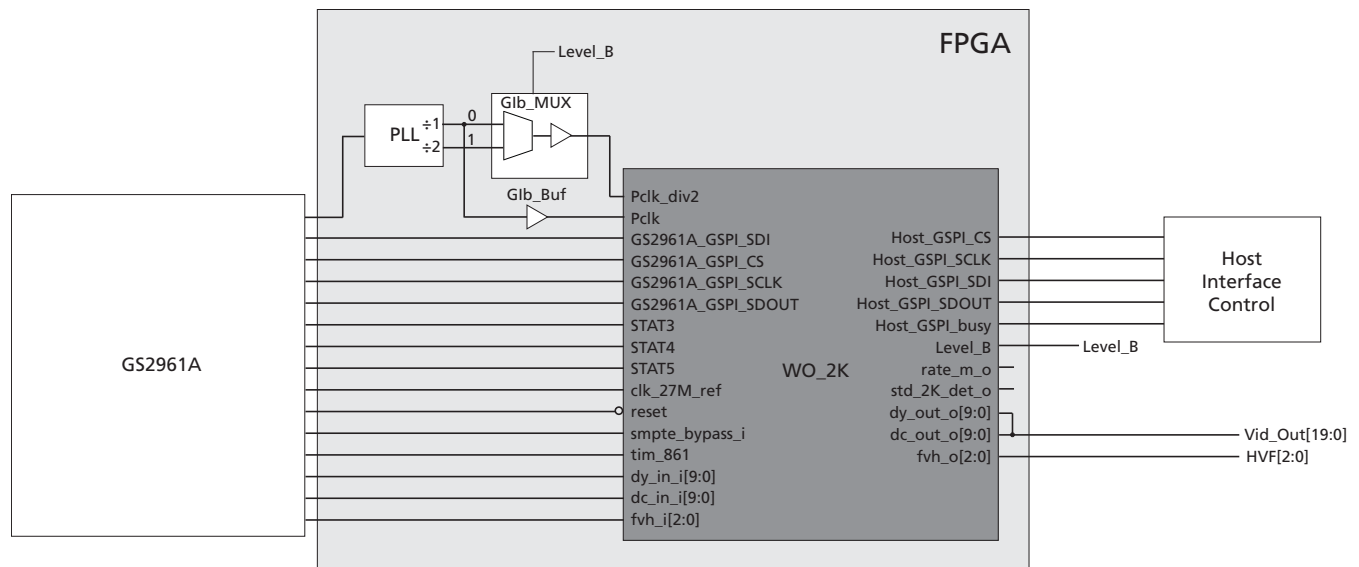 FPGA
Level_B
Glb_MUX
PLL
÷1
÷2
0
1
Glb_Buf
Pclk_div2
Pclk
GS2961A_GSPI_SDI
GS2961A_GSPI_CS
GS2961A_GSPI_SCLK
GS2961A_GSPI_SDOUT
STAT3
STAT4
STAT5
clk_27M_ref
reset
smpte_bypass_i
tim_861
dy_in_i[9:0]
dc_in_i[9:0]
fvh_i[2:0]
GS2961A
WO_2K
Host_GSPI_CS
Host_GSPI_SCLK
Host_GSPI_SDI
Host_GSPI_SDOUT
Host_GSPI_busy
Level_B
rate_m_o
std_2K_det_o
dy_out_o[9:0]
dc_out_o[9:0]
fvh_o[2:0]
Level_B
Host
Interface
Control
Vid_Out[19:0]
HVF[2:0]